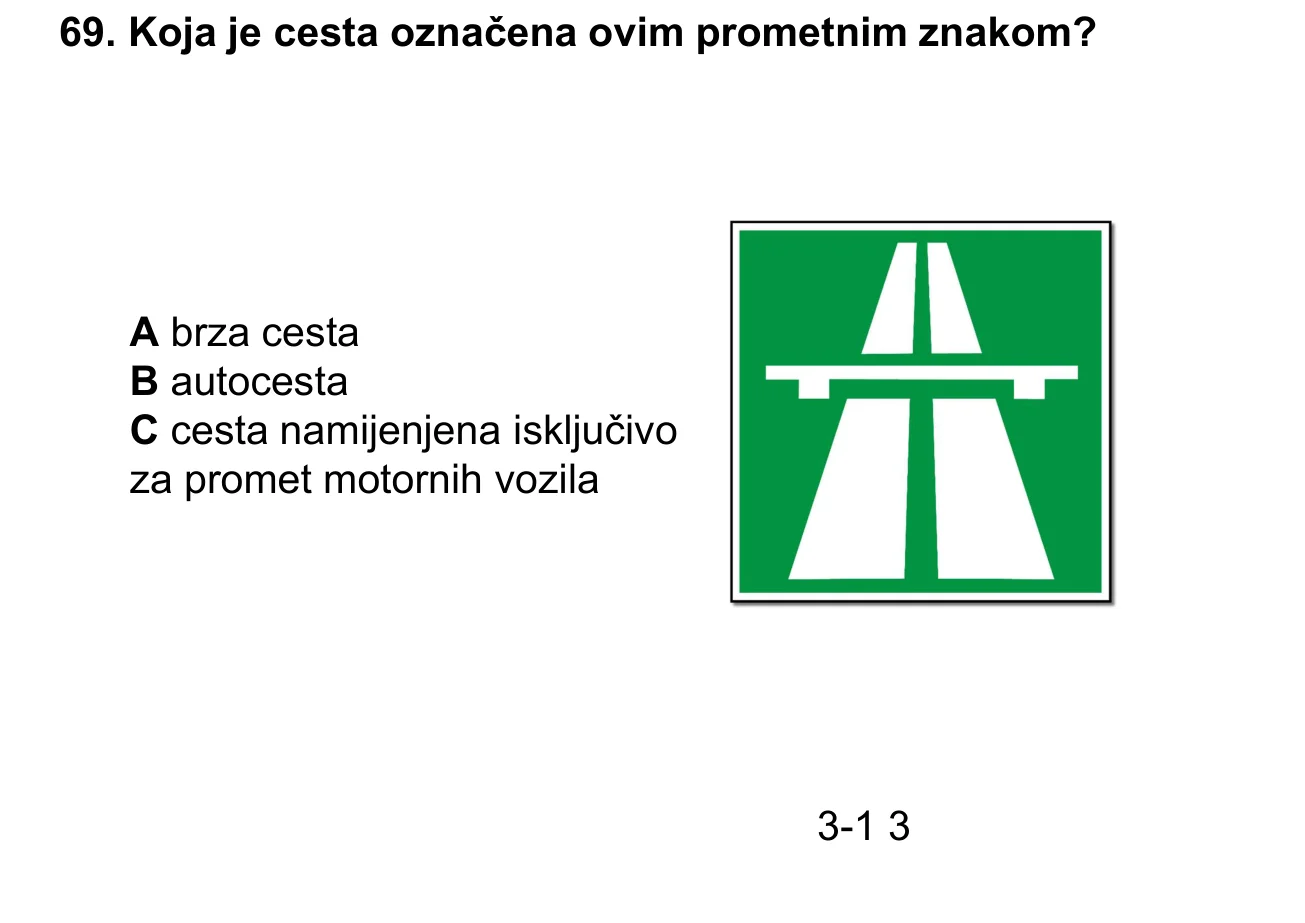 69. Koja je cesta označena ovim prometnim znakom?
A brza cesta
B autocesta
C cesta namijenjena isključivo
za promet motornih vozila
3-1 3